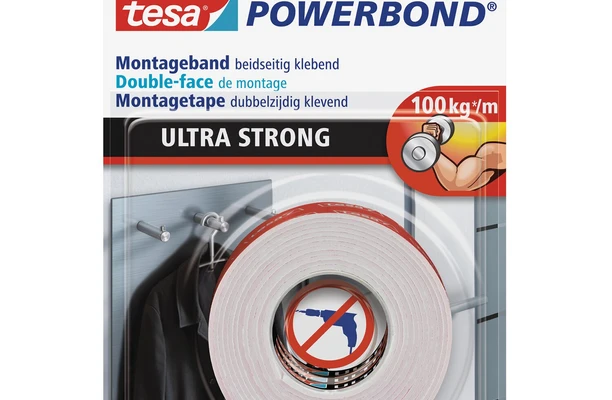 tesa® POWERBOND®
Montageband beidseitig klebend
Double-face de montage
Montagetape dubbelzijdig klevend
100kg*/m
ULTRA STRONG